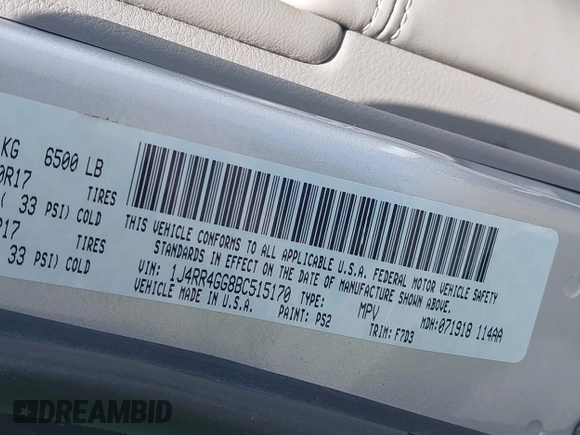 KG 6500 LB
0R17 TIRES
( 33 PSI) COLD
R17 TIRES
33 PSI) COLD
THIS VEHICLE CONFORMS TO ALL APPLICABLE U.S.A. FEDERAL MOTOR VEHICLE SAFETY
STANDARDS IN EFFECT ON THE DATE OF MANUFACTURE SHOWN ABOVE.
VIN: 1J4RR4GG8BC515170 TYPE: MPV MDH: 071918 114AA
VEHICLE MADE IN U.S.A. PAINT: PS2 TRIM: F7D3
DREAMBID